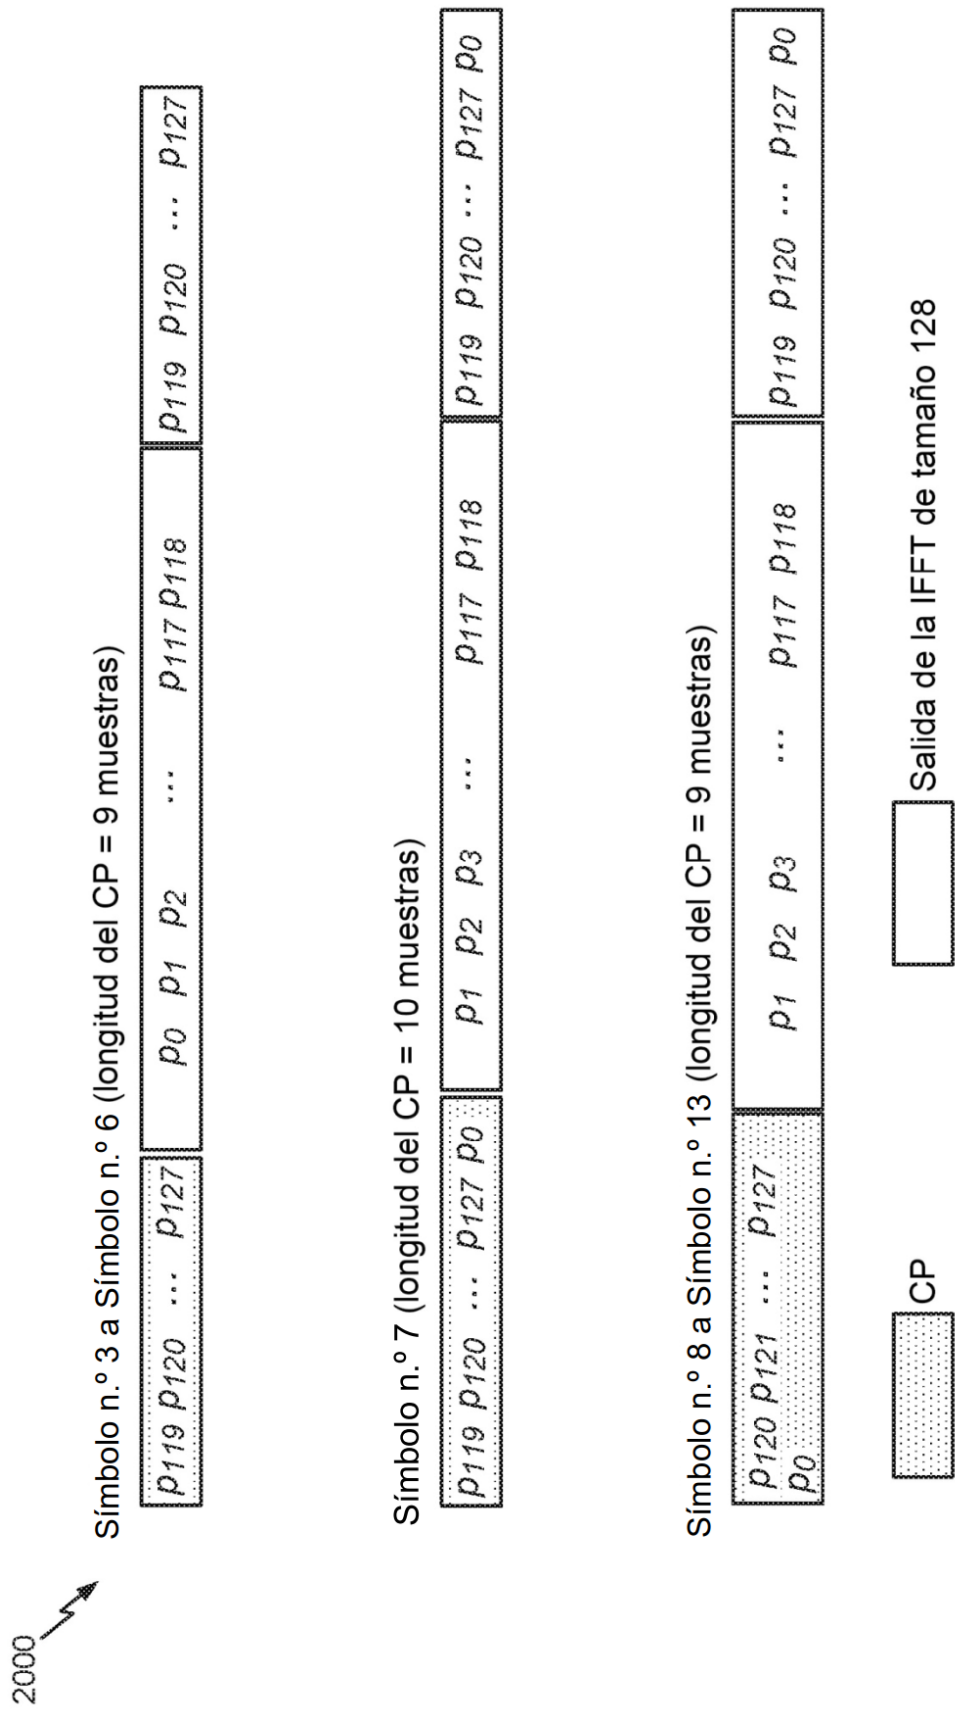 2000
Símbolo n.º 3 a Símbolo n.º 6 (longitud del CP = 9 muestras)
p119 p120 ... p127 p0 p1 p2 ... p117 p118 p119 p120 ... p127
Símbolo n.º 7 (longitud del CP = 10 muestras)
p119 p120 ... p127 p0 p1 p2 p3 ... p117 p118 p119 p120 ... p127 p0
Símbolo n.º 8 a Símbolo n.º 13 (longitud del CP = 9 muestras)
p120 p121 ... p127 p1 p2 p3 ... p117 p118 p119 p120 ... p127 p0
p0
CP Salida de la IFFT de tamaño 128